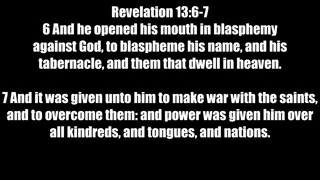 Revelation 13:6-7
6 And he opened his mouth in blasphemy
against God, to blaspheme his name, and his
tabernacle, and them that dwell in heaven.
7 And it was given unto him to make war with the saints,
and to overcome them: and power was given him over
all kindreds, and tongues, and nations.